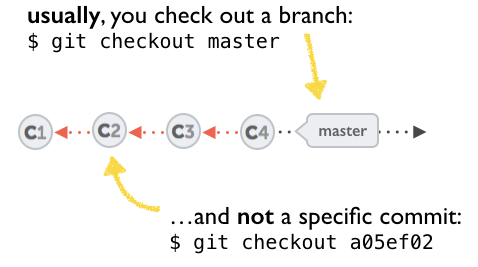 usually, you check out a branch:
$ git checkout master
C1 C2 C3 C4 master
…and not a specific commit:
$ git checkout a05ef02